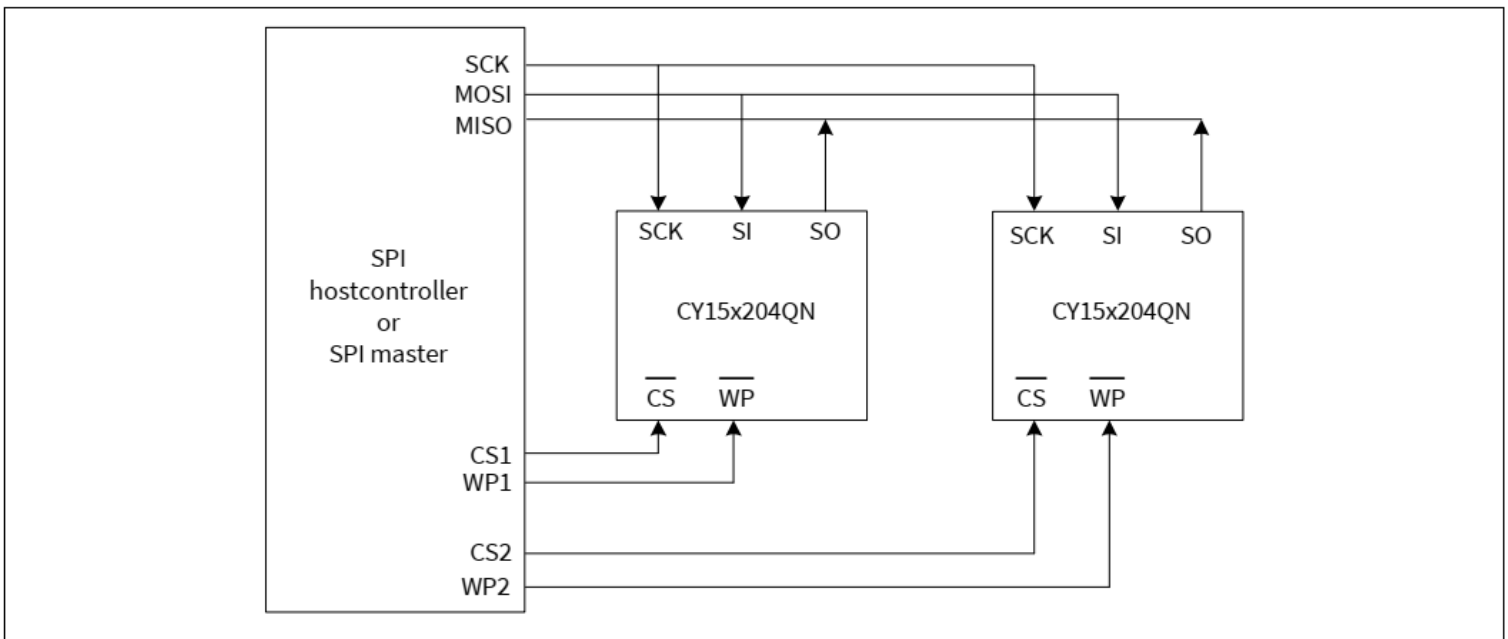 SCK
MOSI
MISO
SPI
hostcontroller
or
SPI master
CS1
WP1
CS2
WP2
SCK SI SO
CY15x204QN
CS WP
SCK SI SO
CY15x204QN
CS WP